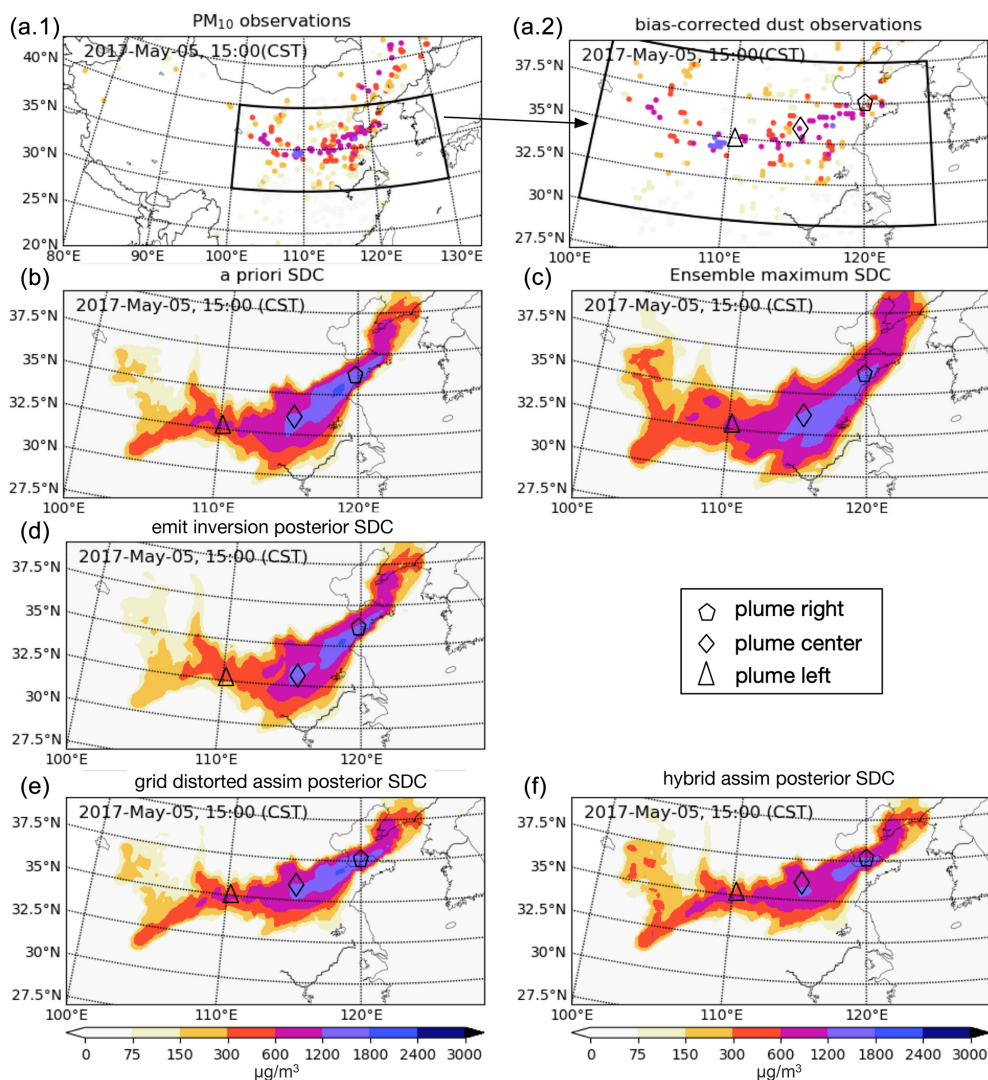 (a.1) PM₁₀ observations
2017-May-05, 15:00(CST)
40°N
35°N
30°N
25°N
20°N
80°E 90°E 100°E 110°E 120°E 130°E
(a.2) bias-corrected dust observations
2017-May-05, 15:00(CST)
37.5°N
35°N
32.5°N
30°N
27.5°N
100°E 110°E 120°E
(b) a priori SDC
2017-May-05, 15:00 (CST)
37.5°N
35°N
32.5°N
30°N
27.5°N
100°E 110°E 120°E
(c) Ensemble maximum SDC
2017-May-05, 15:00 (CST)
37.5°N
35°N
32.5°N
30°N
27.5°N
100°E 110°E 120°E
(d) emit inversion posterior SDC
2017-May-05, 15:00 (CST)
37.5°N
35°N
32.5°N
30°N
27.5°N
100°E 110°E 120°E
plume right
plume center
plume left
(e) grid distorted assim posterior SDC
2017-May-05, 15:00 (CST)
37.5°N
35°N
32.5°N
30°N
27.5°N
100°E 110°E 120°E
0 75 150 300 600 1200 1800 2400 3000
µg/m³
(f) hybrid assim posterior SDC
2017-May-05, 15:00 (CST)
37.5°N
35°N
32.5°N
30°N
27.5°N
100°E 110°E 120°E
0 75 150 300 600 1200 1800 2400 3000
µg/m³